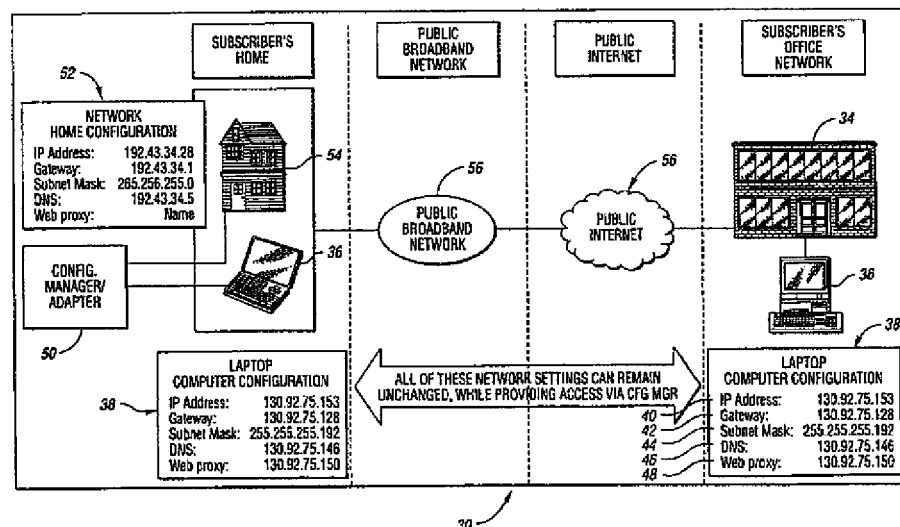 SUBSCRIBER'S
HOME
PUBLIC
BROADBAND
NETWORK
PUBLIC
INTERNET
SUBSCRIBER'S
OFFICE
NETWORK
52
NETWORK
HOME CONFIGURATION
IP Address: 192.43.34.28
Gateway: 192.43.34.1
Subnet Mask: 265.256.255.0
DNS: 192.43.34.5
Web proxy: Name
54
34
56
56
PUBLIC
BROADBAND
NETWORK
PUBLIC
INTERNET
36
36
CONFIG.
MANAGER/
ADAPTER
50
38
LAPTOP
COMPUTER CONFIGURATION
IP Address: 130.92.75.153
Gateway: 130.92.75.128
Subnet Mask: 255.255.255.192
DNS: 130.92.75.146
Web proxy: 130.92.75.150
ALL OF THESE NETWORK SETTINGS CAN REMAIN
UNCHANGED, WHILE PROVIDING ACCESS VIA CFG MGR
38
40
42
44
46
48
LAPTOP
COMPUTER CONFIGURATION
IP Address: 130.92.75.153
Gateway: 130.92.75.128
Subnet Mask: 255.255.255.192
DNS: 130.92.75.146
Web proxy: 130.92.75.150